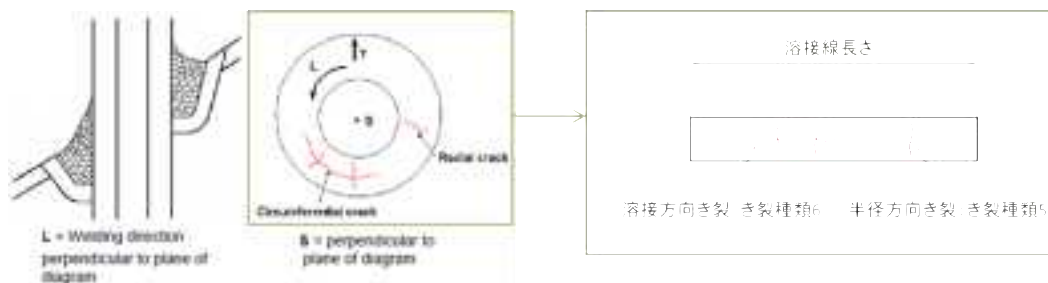 L = Welding direction
perpendicular to plane of
diagram
T
L
+ S
Radial crack
Circumferential crack
S = perpendicular to
plane of diagram
溶接線長さ
溶接方向き裂 き裂種類6
半径方向き裂 き裂種類5